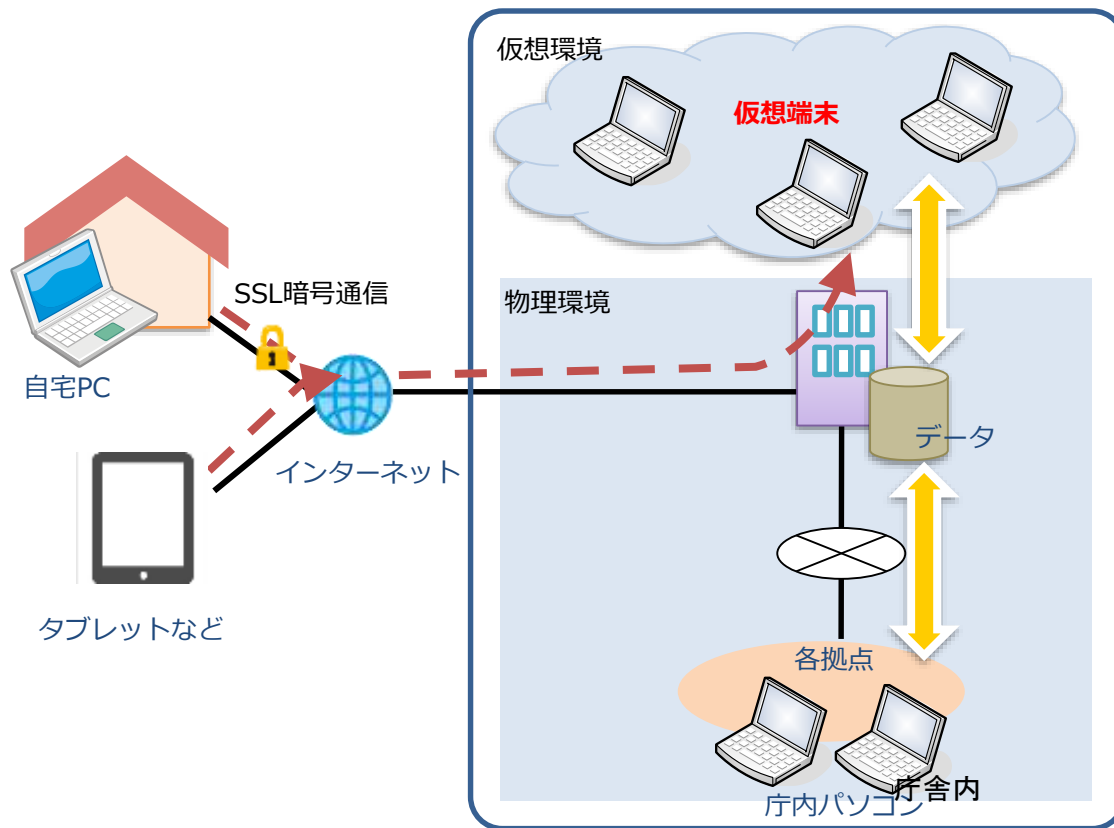 仮想環境
仮想端末
SSL暗号通信
物理環境
自宅PC
データ
インターネット
タブレットなど
各拠点
庁舎内
庁内パソコン